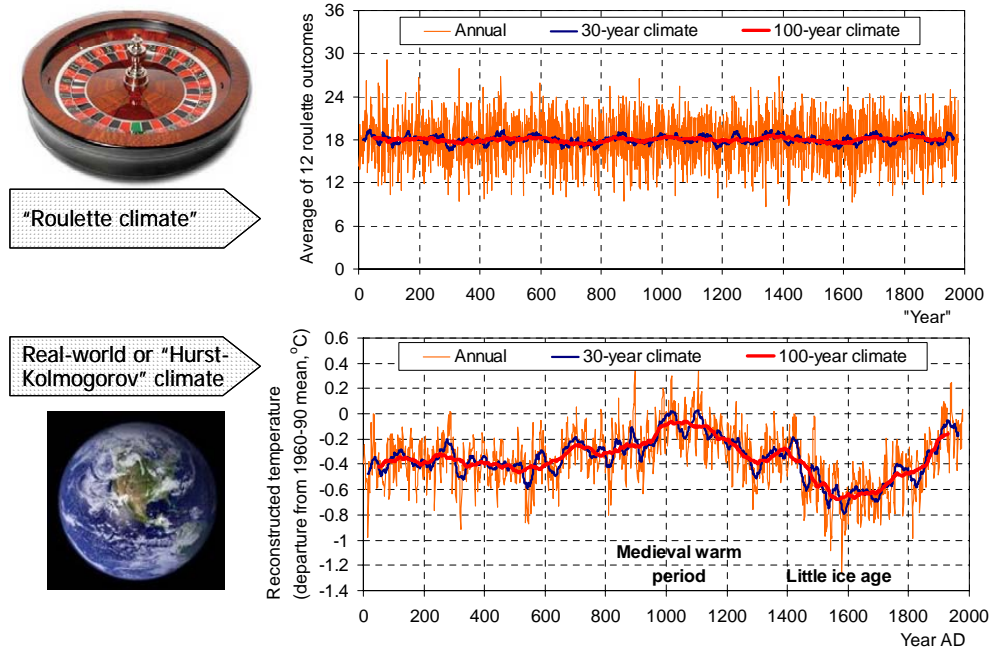 36
30
24
18
12
6
0
Average of 12 roulette outcomes
Annual 30-year climate 100-year climate
0 200 400 600 800 1000 1200 1400 1600 1800 2000
"Year"
“Roulette climate”
Real-world or “Hurst-
Kolmogorov” climate
0.6
0.4
0.2
0
-0.2
-0.4
-0.6
-0.8
-1
-1.2
-1.4
Reconstructed temperature
(departure from 1960-90 mean,°C)
Annual 30-year climate 100-year climate
Medieval warm
period
Little ice age
0 200 400 600 800 1000 1200 1400 1600 1800 2000
Year AD